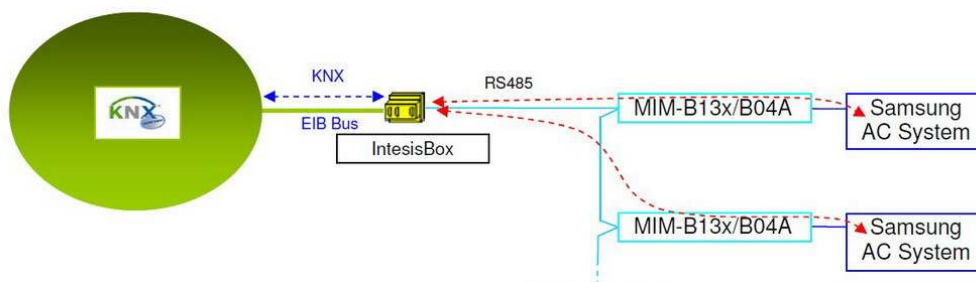 KNX
KNX
EIB Bus
IntesisBox
RS485
MIM-B13x/B04A
Samsung
AC System
MIM-B13x/B04A
Samsung
AC System